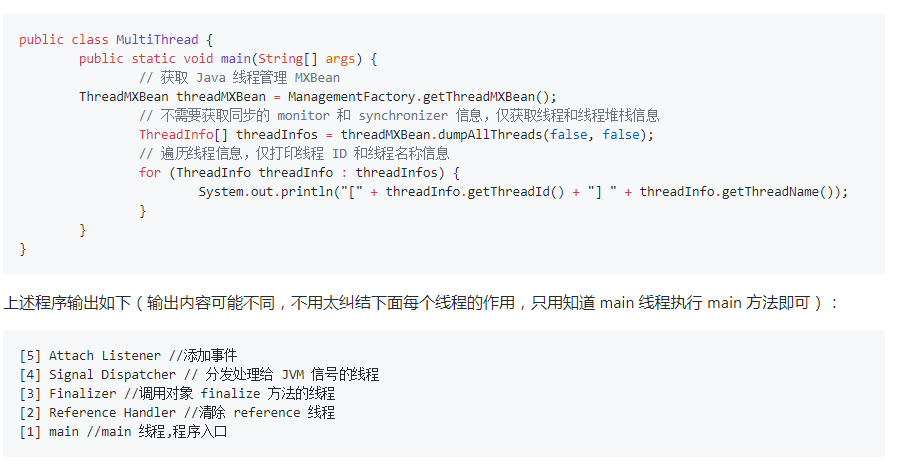 public class MultiThread {
public static void main(String[] args) {
// 获取 Java 线程管理 MXBean
ThreadMXBean threadMXBean = ManagementFactory.getThreadMXBean();
// 不需要获取同步的 monitor 和 synchronizer 信息，仅获取线程和线程堆栈信息
ThreadInfo[] threadInfos = threadMXBean.dumpAllThreads(false, false);
// 遍历线程信息，仅打印线程 ID 和线程名称信息
for (ThreadInfo threadInfo : threadInfos) {
System.out.println("[" + threadInfo.getThreadId() + "] " + threadInfo.getThreadName());
}
}
}
上述程序输出如下（输出内容可能不同，不用太纠结下面每个线程的作用，只用知道 main 线程执行 main 方法即可）：
[5] Attach Listener //添加事件
[4] Signal Dispatcher // 分发处理给 JVM 信号的线程
[3] Finalizer //调用对象 finalize 方法的线程
[2] Reference Handler //清除 reference 线程
[1] main //main 线程,程序入口